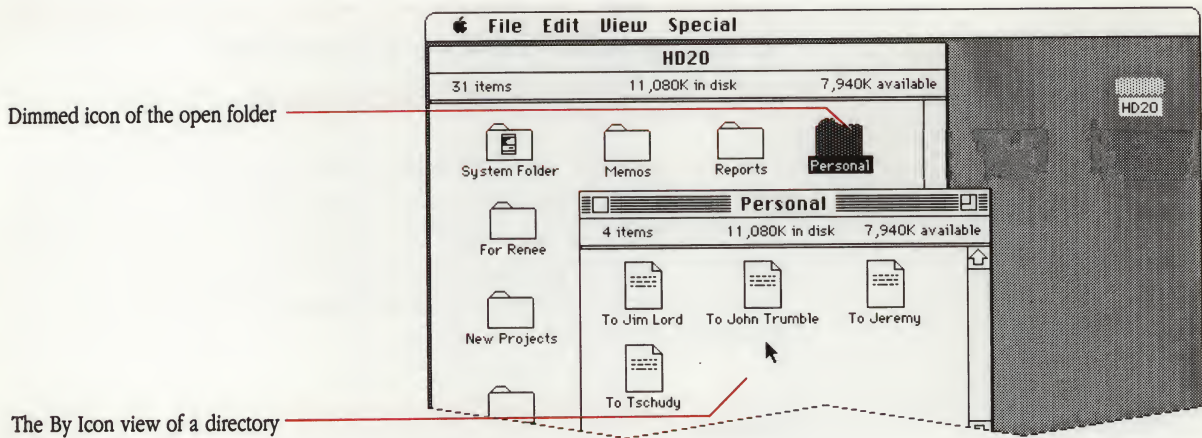 File Edit View Special
HD20
31 items 11,080K in disk 7,940K available
HD20
Dimmed icon of the open folder
System Folder Memos Reports Personal
Personal
4 items 11,080K in disk 7,940K available
For Renee
To Jim Lord To John Trumble To Jeremy
New Projects
To Tschudy
The By Icon view of a directory